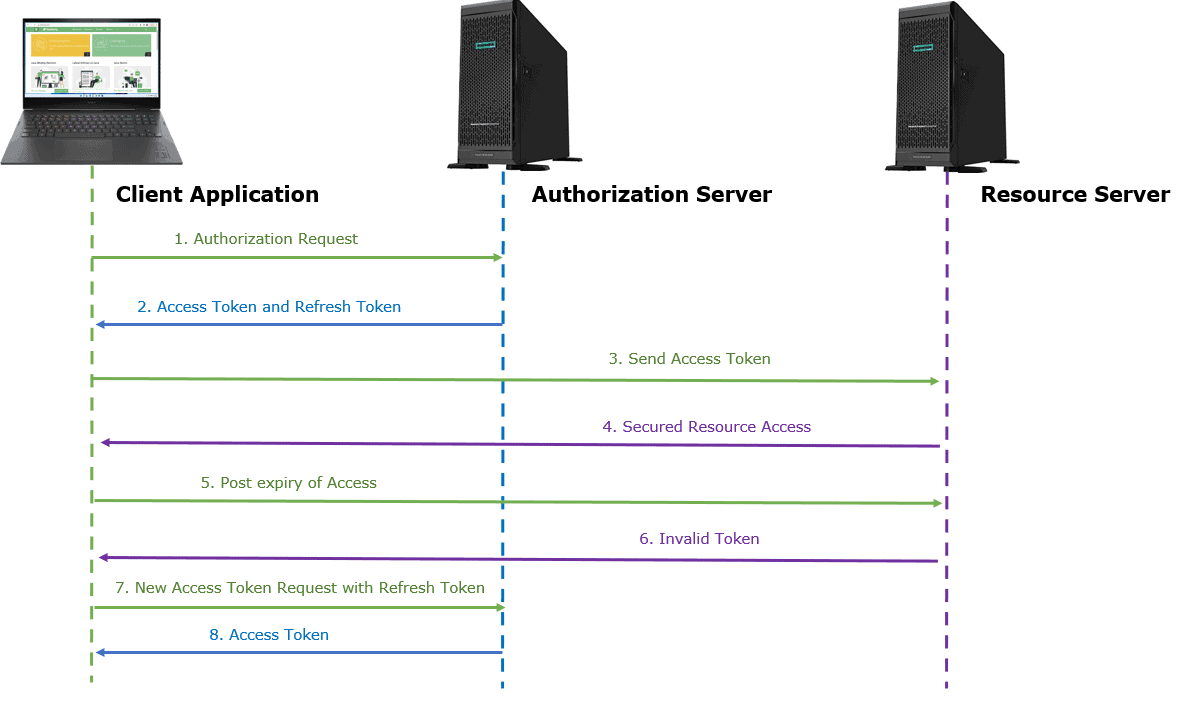 Client Application
Authorization Server
Resource Server
1. Authorization Request
2. Access Token and Refresh Token
3. Send Access Token
4. Secured Resource Access
5. Post expiry of Access
6. Invalid Token
7. New Access Token Request with Refresh Token
8. Access Token